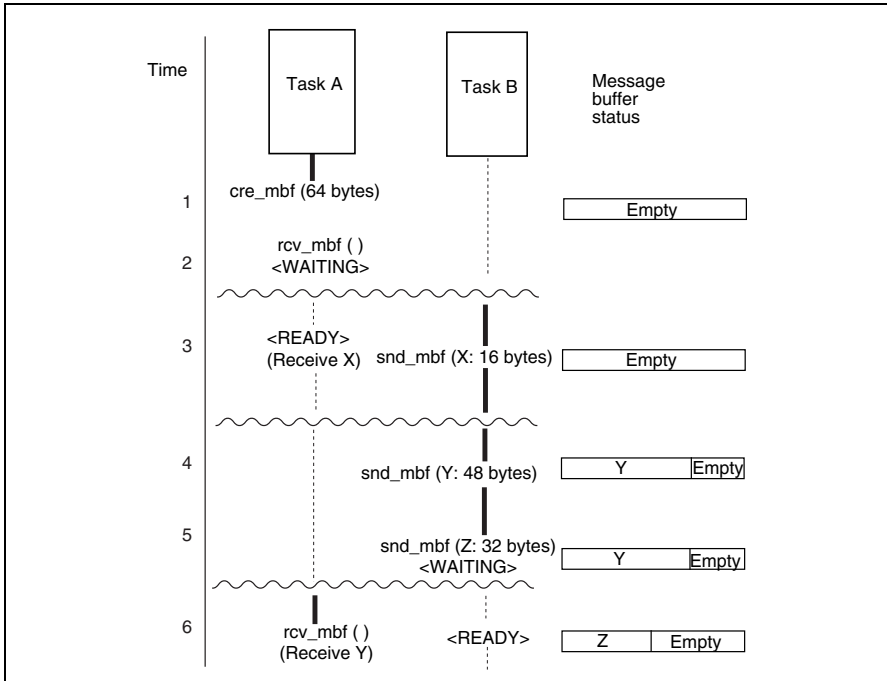 Time
Task A
Task B
Message
buffer
status
cre_mbf (64 bytes)
1
Empty
rcv_mbf ( )
2
<WAITING>
<READY>
3
(Receive X)
snd_mbf (X: 16 bytes)
Empty
4
snd_mbf (Y: 48 bytes)
Y
Empty
5
snd_mbf (Z: 32 bytes)
<WAITING>
Y
Empty
6
rcv_mbf ( )
(Receive Y)
<READY>
Z
Empty